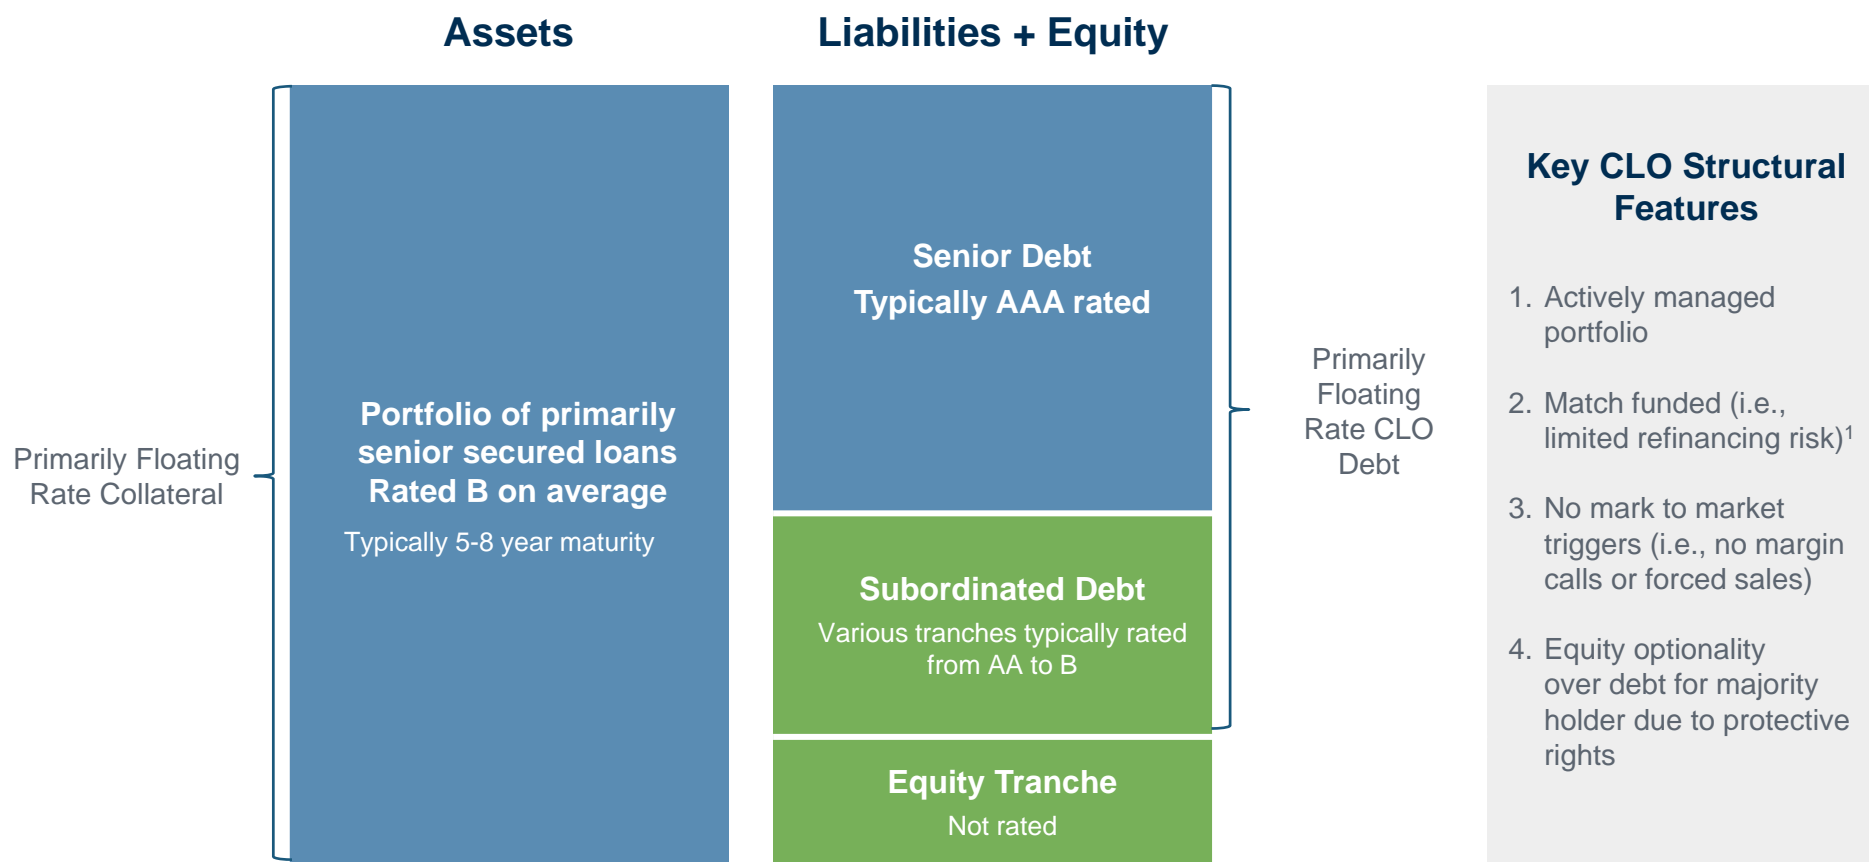 Assets
Liabilities + Equity
Primarily Floating
Rate Collateral
Portfolio of primarily
senior secured loans
Rated B on average
Typically 5-8 year maturity
Senior Debt
Typically AAA rated
Subordinated Debt
Various tranches typically rated
from AA to B
Equity Tranche
Not rated
Primarily
Floating
Rate CLO
Debt
Key CLO Structural
Features
1. Actively managed
portfolio
2. Match funded (i.e.,
limited refinancing risk)¹
3. No mark to market
triggers (i.e., no margin
calls or forced sales)
4. Equity optionality
over debt for majority
holder due to protective
rights